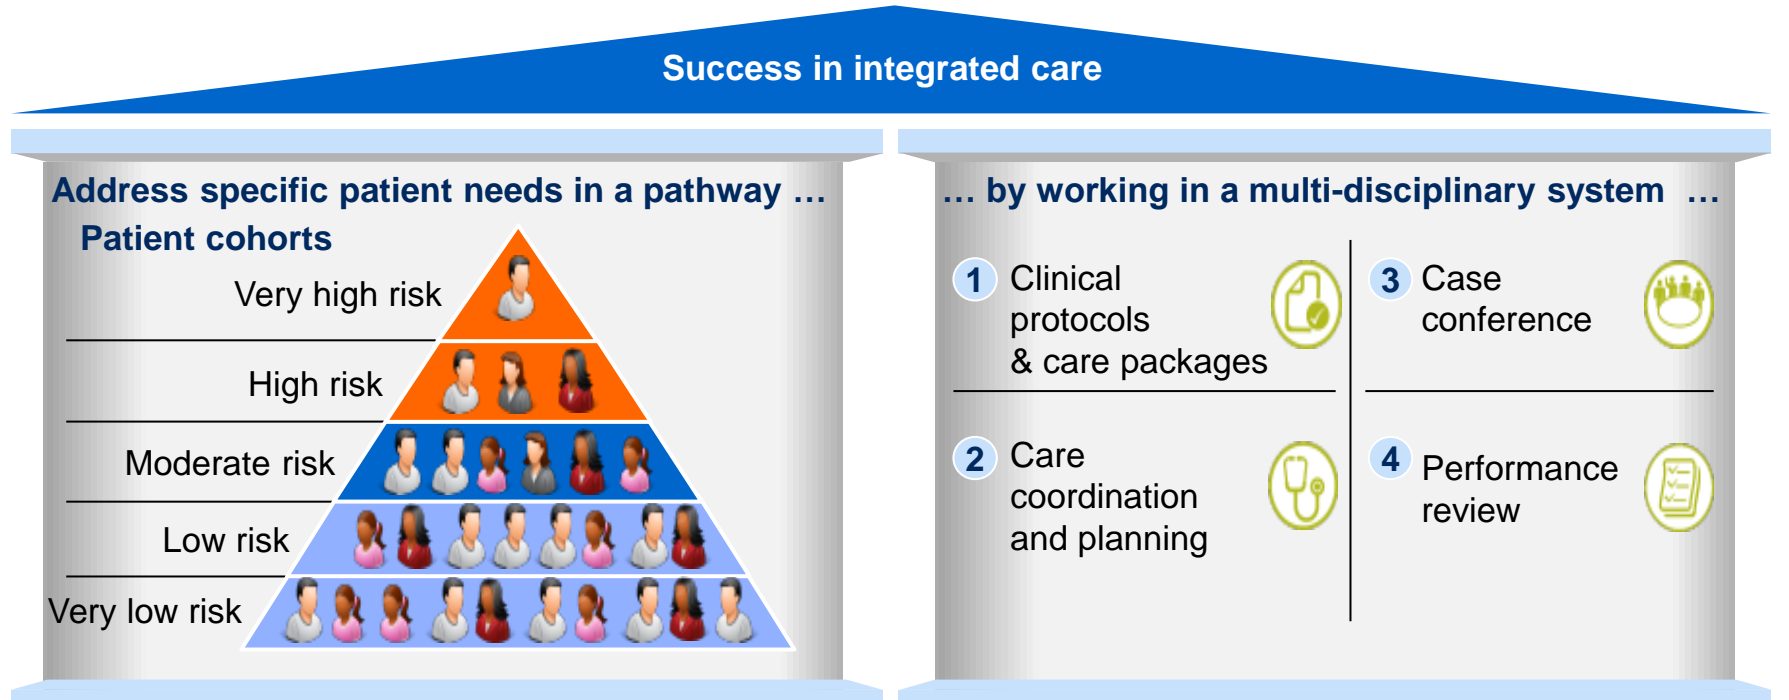 Success in integrated care
Address specific patient needs in a pathway …
Patient cohorts
Very high risk
High risk
Moderate risk
Low risk
Very low risk
… by working in a multi-disciplinary system …
1 Clinical
protocols
& care packages
2 Care
coordination
and planning
3 Case
conference
4 Performance
review